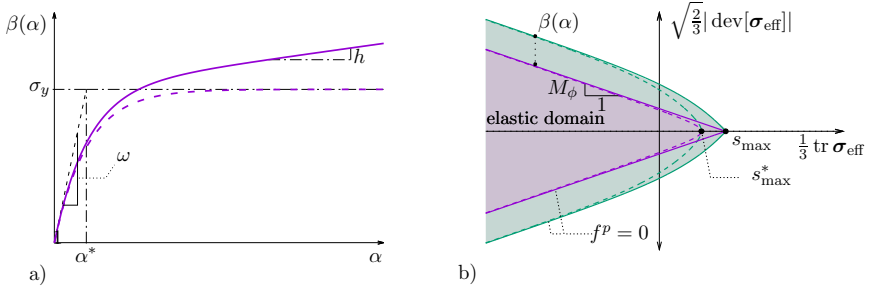 β(α)
h
σ_y
ω
α*
α
a)
√(2/3)| dev[σ_eff]|
β(α)
M_ϕ
1
elastic domain
s_max
1/3 tr σ_eff
s*_max
f^p = 0
b)